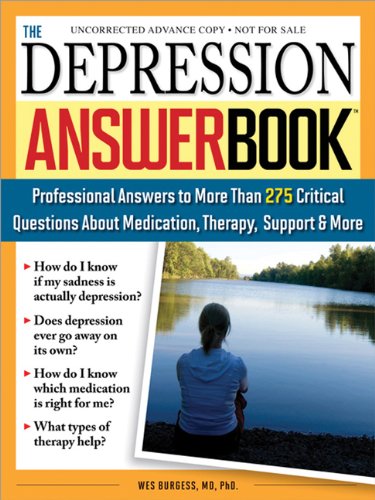 UNCORRECTED ADVANCE COPY • NOT FOR SALE
THE
DEPRESSION
ANSWER BOOK™
Professional Answers to More Than 275 Critical
Questions About Medication, Therapy, Support & More
How do I know
if my sadness is
actually depression?
Does depression
ever go away on
its own?
How do I know
which medication
is right for me?
What types of
therapy help?
WES BURGESS, MD, PhD.